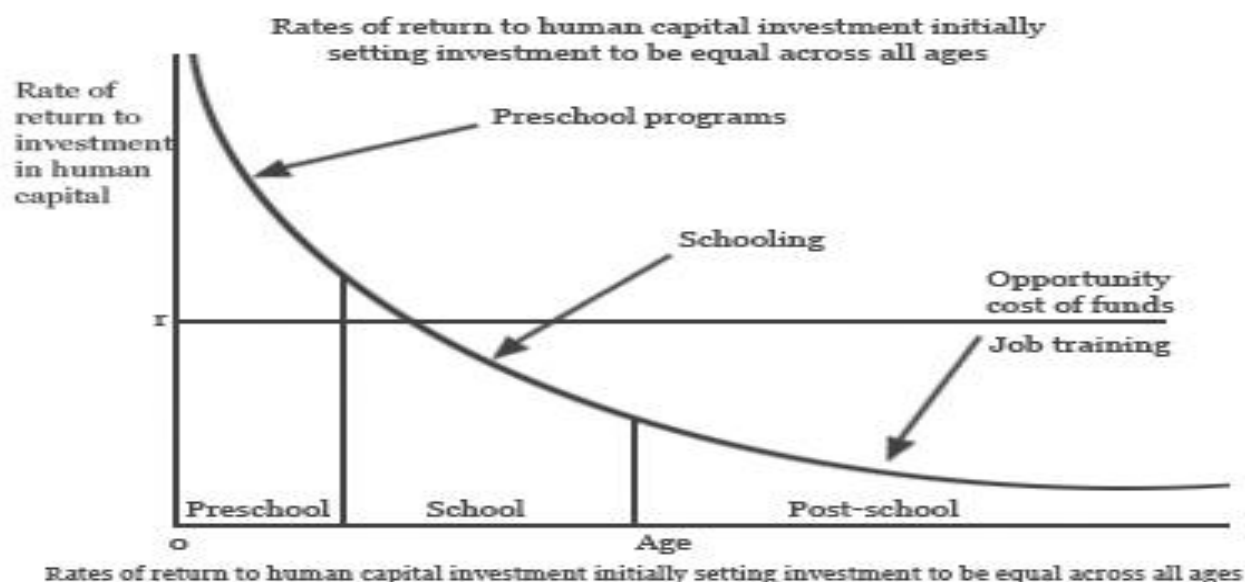 Rates of return to human capital investment initially
setting investment to be equal across all ages
Rate of
return to
investment
in human
capital
Preschool programs
Schooling
Opportunity
cost of funds
r
Job training
Preschool
School
Post-school
0
Age
Rates of return to human capital investment initially setting investment to be equal across all ages